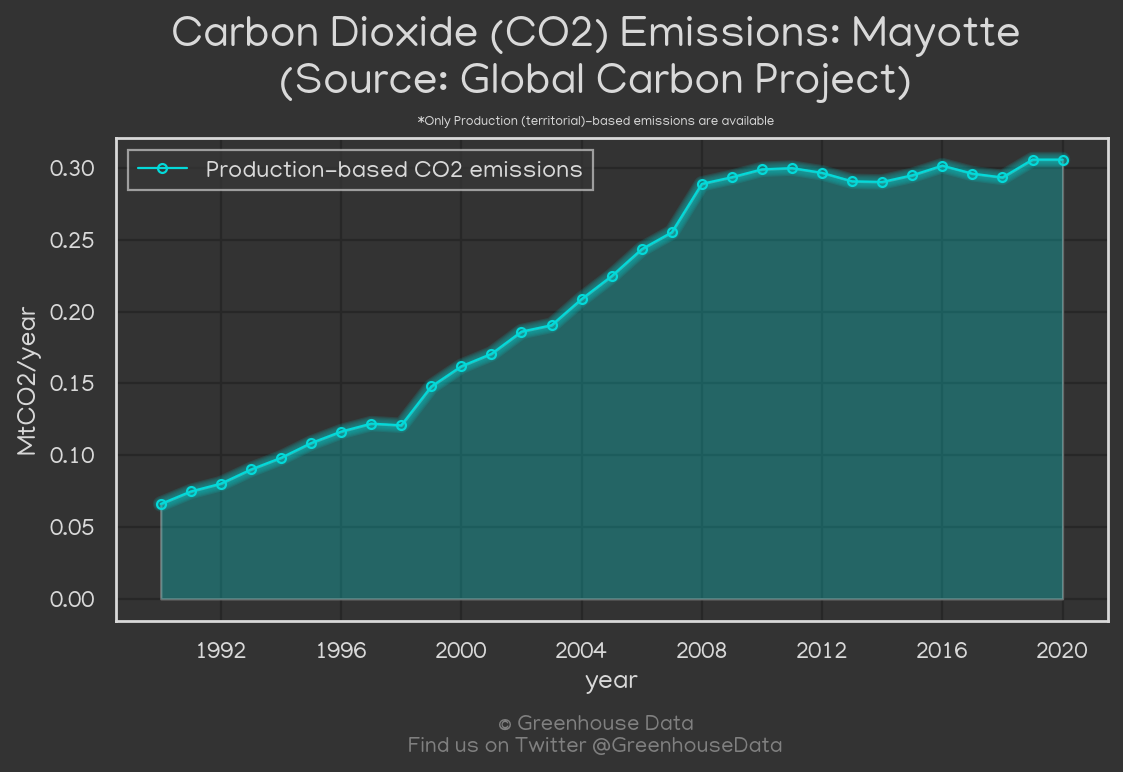 Carbon Dioxide (CO2) Emissions: Mayotte
(Source: Global Carbon Project)
*Only Production (territorial)-based emissions are available
Production-based CO2 emissions
0.30
0.25
0.20
0.15
0.10
0.05
0.00
MtCO2/year
1992 1996 2000 2004 2008 2012 2016 2020
year
© Greenhouse Data
Find us on Twitter @GreenhouseData